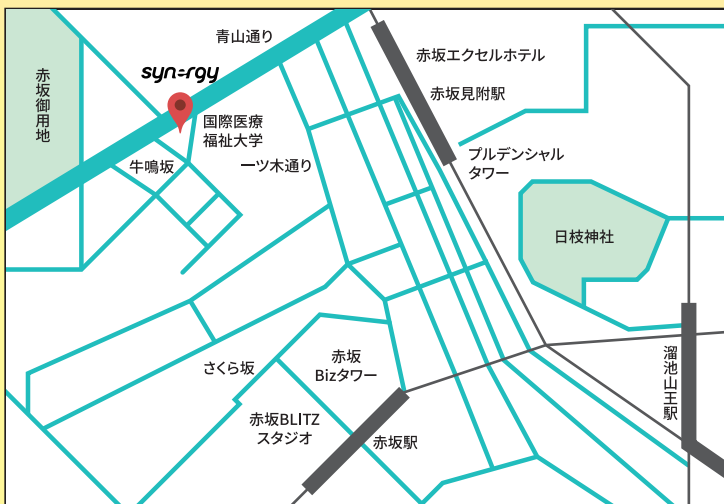 青山通り
synergy
赤坂御用地
国際医療
福祉大学
牛鳴坂
一ツ木通り
赤坂エクセルホテル
赤坂見附駅
プルデンシャル
タワー
日枝神社
さくら坂
赤坂
Bizタワー
赤坂BLITZ
スタジオ
赤坂駅
溜池山王駅